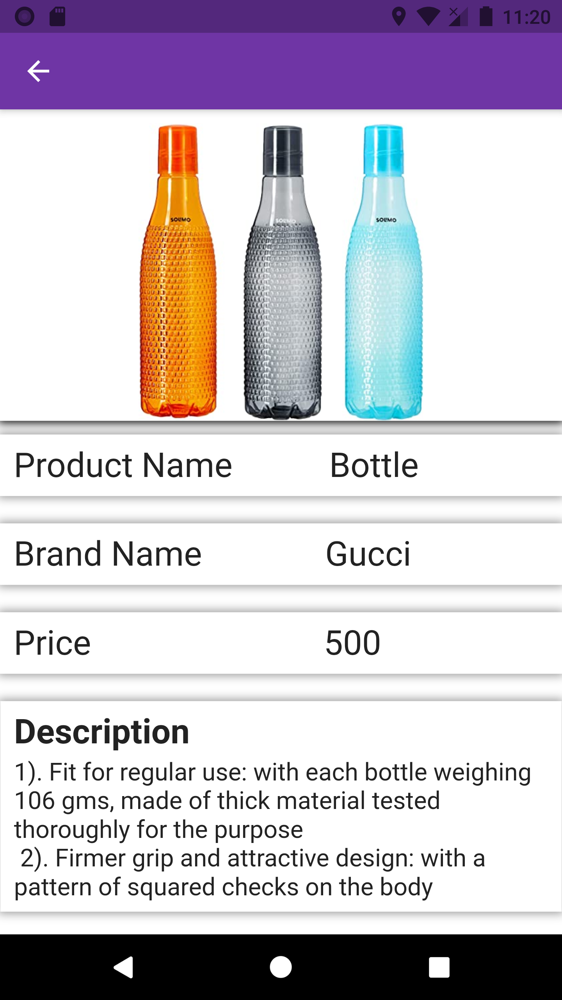 11:20
SOLIMO SOLIMO SOLIMO
Product Name Bottle
Brand Name Gucci
Price 500
Description
1). Fit for regular use: with each bottle weighing
106 gms, made of thick material tested
thoroughly for the purpose
2). Firmer grip and attractive design: with a
pattern of squared checks on the body